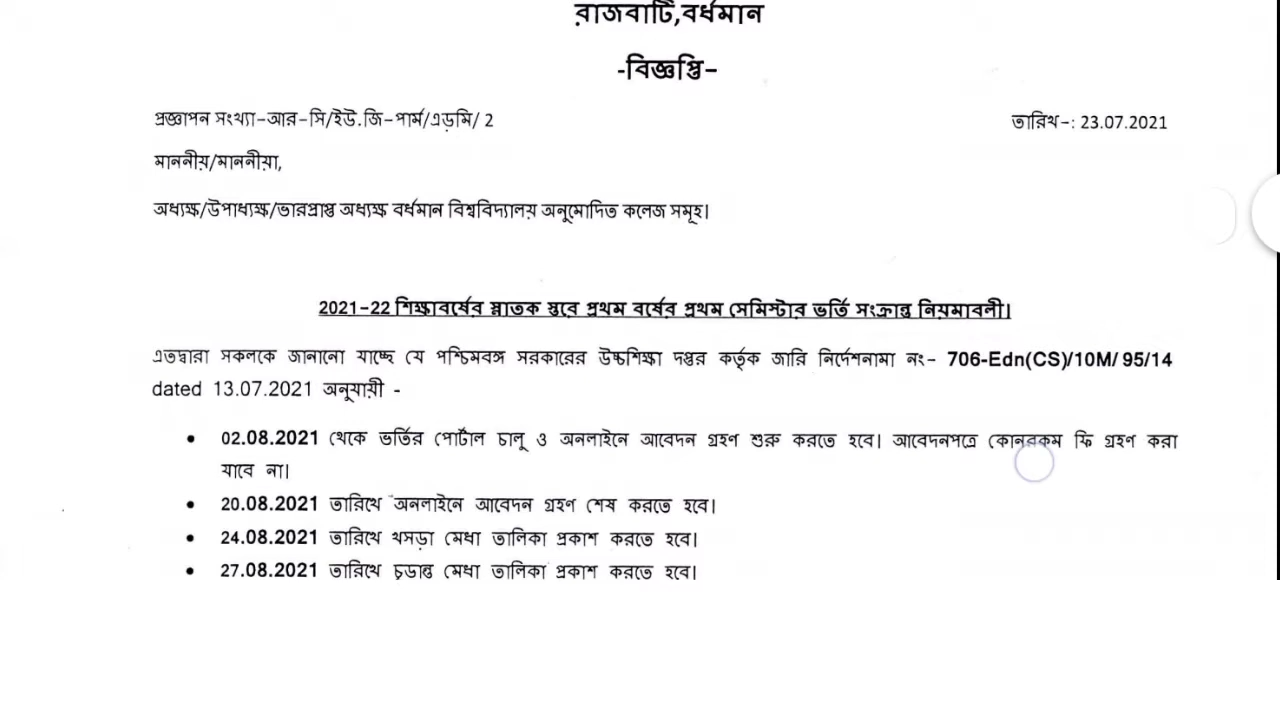 রাজবাটি,বর্ধমান
-বিজ্ঞপ্তি-
প্রজ্ঞাপন সংখ্যা-আর-সি/ইউ.জি-পার্ম/এডমি/ 2
তারিখ-: 23.07.2021
মাননীয়/মাননীয়া,
অধ্যক্ষ/উপাধ্যক্ষ/ভারপ্রাপ্ত অধ্যক্ষ বর্ধমান বিশ্ববিদ্যালয় অনুমোদিত কলেজ সমূহ।
2021-22 শিক্ষাবর্ষের স্নাতক স্তরে প্রথম বর্ষের প্রথম সেমিস্টার ভর্তি সংক্রান্ত নিয়মাবলী।
এতদ্বারা সকলকে জানানো যাচ্ছে যে পশ্চিমবঙ্গ সরকারের উচ্চশিক্ষা দপ্তর কর্তৃক জারি নির্দেশনামা নং- 706-Edn(CS)/10M/ 95/14
dated 13.07.2021 অনুযায়ী -
• 02.08.2021 থেকে ভর্তির পোর্টাল চালু ও অনলাইনে আবেদন গ্রহণ শুরু করতে হবে। আবেদনপত্রে কোনরকম ফি গ্রহণ করা
যাবে না।
• 20.08.2021 তারিখে অনলাইনে আবেদন গ্রহণ শেষ করতে হবে।
• 24.08.2021 তারিখে খসড়া মেধা তালিকা প্রকাশ করতে হবে।
• 27.08.2021 তারিখে চূড়ান্ত মেধা তালিকা প্রকাশ করতে হবে।